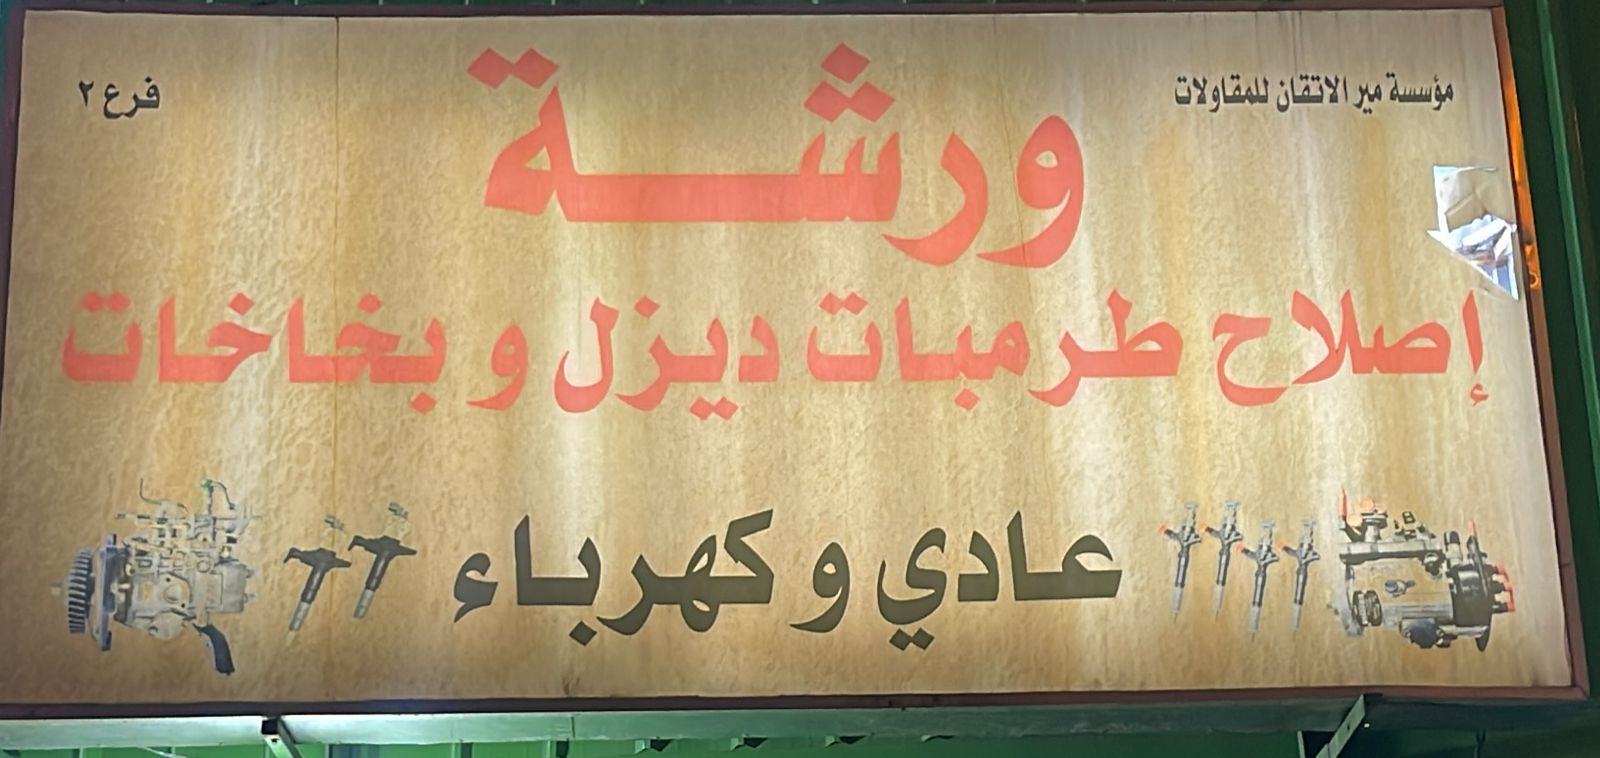 مؤسسة مير الاتقان للمقاولات
فرع ٢
ورشة
إصلاح طرمبات ديزل و بخاخات
عادي و كهرباء